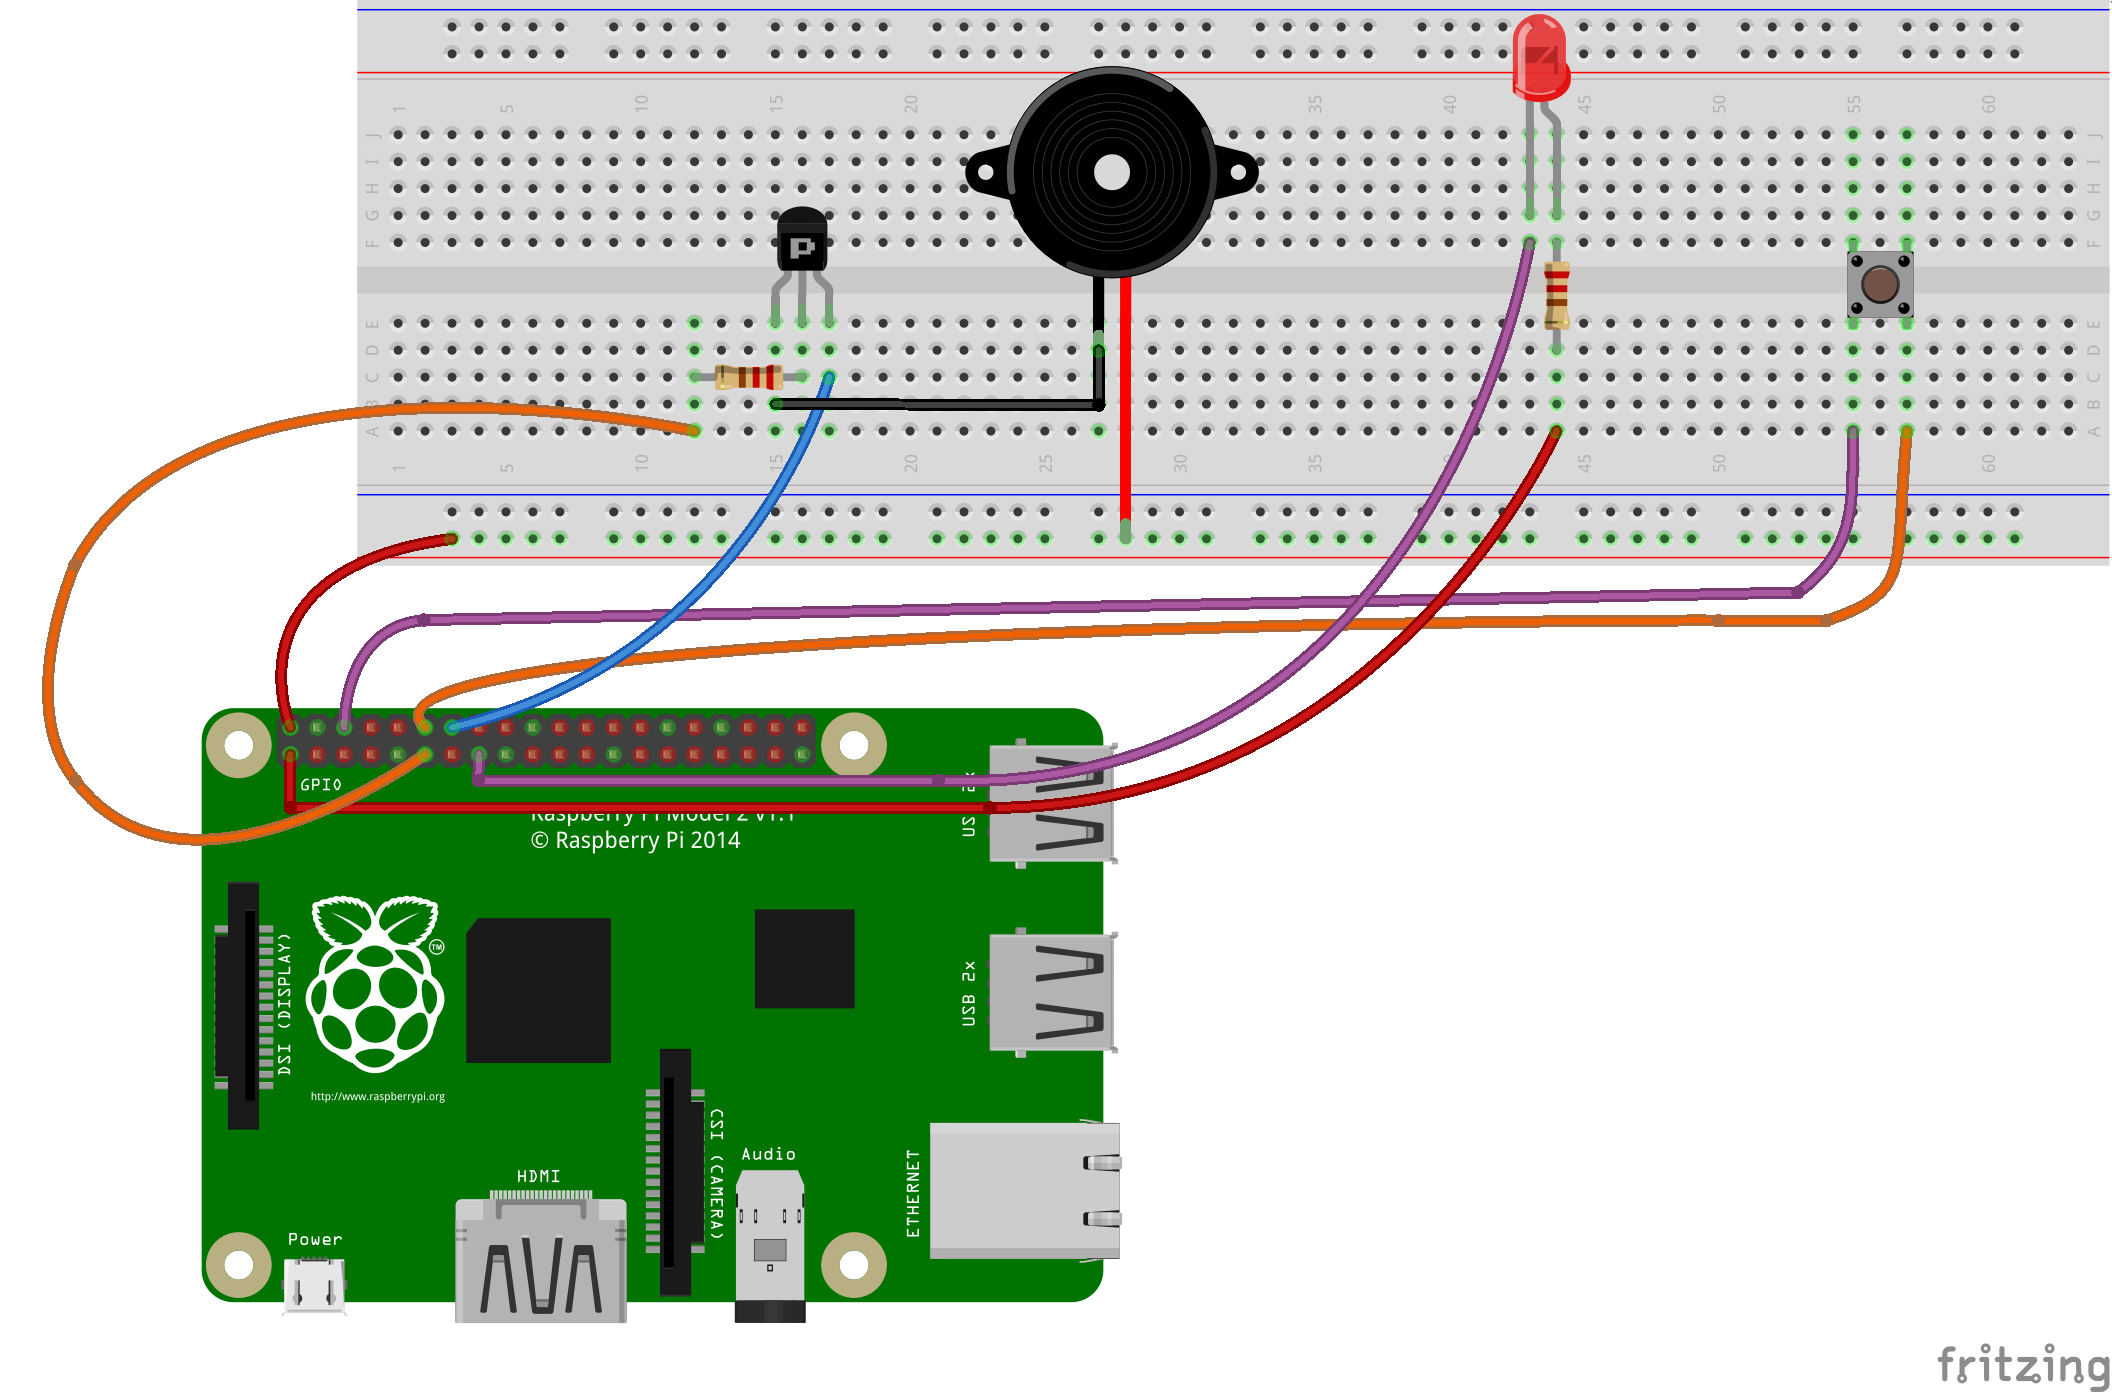 1 5 10 15 20 35 40 45 50 55 60
J J
I I
H H
G G
F F
P
E E
D D
C C
B B
A A
1 5 10 15 20 25 30 35 40 45 50 60
GPIO
Raspberry Pi Model 2 v1.1
© Raspberry Pi 2014
DSI (DISPLAY)
TM
USB 2x
http://www.raspberrypi.org
CSI (CAMERA)
Audio
ETHERNET
HDMI
Power
fritzing